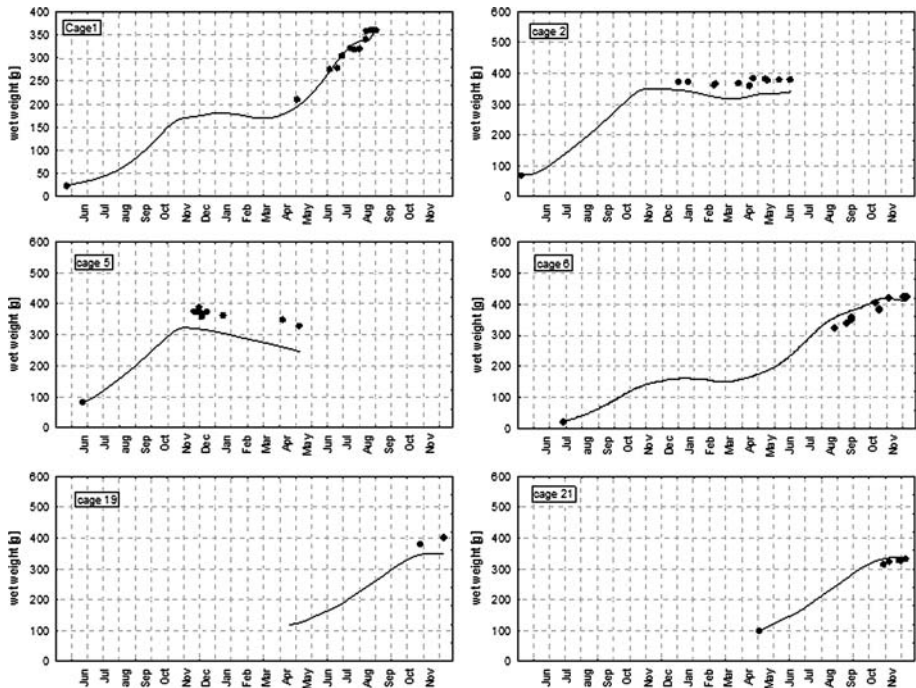 Cage1
wet weight [g]
400
350
300
250
200
150
100
50
0
Jun Jul aug Sep Oct Nov Dec Jan Feb Mar Apr May Jun Jul Aug Sep Oct Nov
cage 2
wet weight [g]
600
500
400
300
200
100
0
Jun Jul aug Sep Oct Nov Dec Jan Feb Mar Apr May Jun Jul Aug Sep Oct Nov
cage 5
wet weight [g]
600
500
400
300
200
100
0
Jun Jul aug Sep Oct Nov Dec Jan Feb Mar Apr May Jun Jul Aug Sep Oct Nov
cage 6
wet weight [g]
600
500
400
300
200
100
0
Jun Jul aug Sep Oct Nov Dec Jan Feb Mar Apr May Jun Jul Aug Sep Oct Nov
cage 19
wet weight [g]
600
500
400
300
200
100
0
Jun Jul aug Sep Oct Nov Dec Jan Feb Mar Apr May Jun Jul Aug Sep Oct Nov
cage 21
wet weight [g]
600
500
400
300
200
100
0
Jun Jul aug Sep Oct Nov Dec Jan Feb Mar Apr May Jun Jul Aug Sep Oct Nov